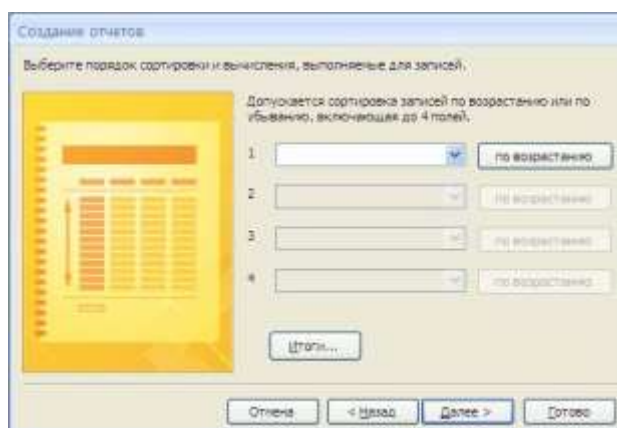 Создание отчетов
Выберите порядок сортировки и вычисления, выполняемые для записей.
Допускается сортировка записей по возрастанию или по
убыванию, включающая до 4 полей.
1 по возрастанию
2 по возрастанию
3 по возрастанию
4 по возрастанию
Итоги...
Отмена < Назад Далее > Готово